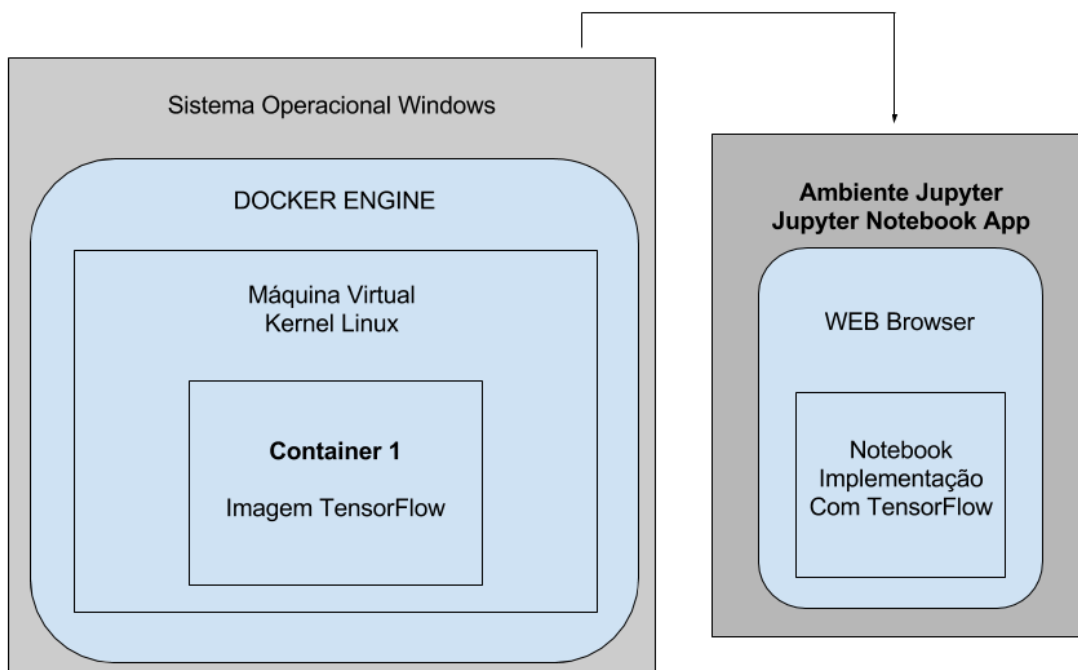 Sistema Operacional Windows
DOCKER ENGINE
Máquina Virtual
Kernel Linux
Container 1
Imagem TensorFlow
Ambiente Jupyter
Jupyter Notebook App
WEB Browser
Notebook
Implementação
Com TensorFlow